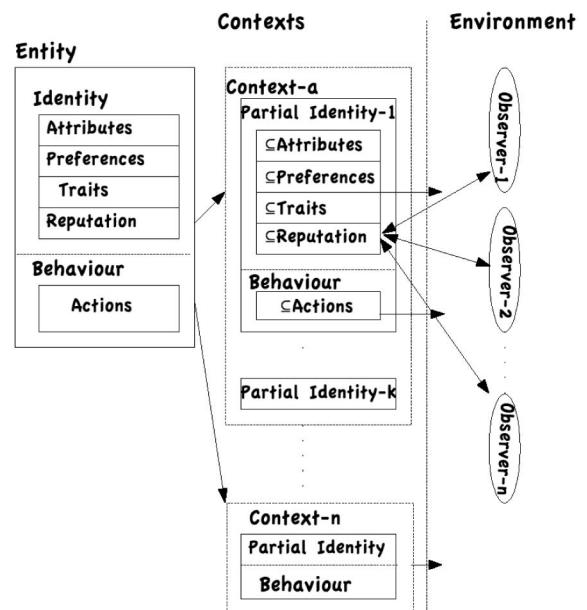 Contexts
Environment
Entity
Identity
Attributes
Preferences
Traits
Reputation
Behaviour
Actions
Context-a
Partial Identity-1
⊆Attributes
⊆Preferences
⊆Traits
⊆Reputation
Behaviour
⊆Actions
Partial Identity-k
Context-n
Partial Identity
Behaviour
Observer-1
Observer-2
Observer-n